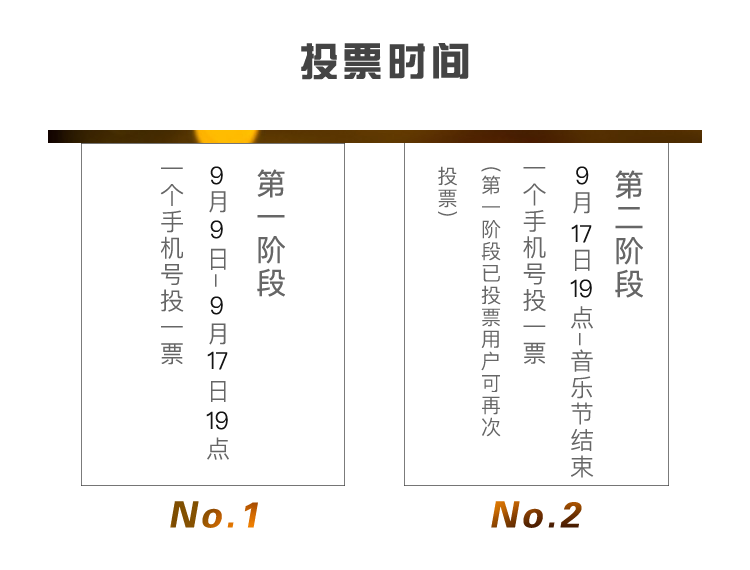 投票时间
第一阶段
9月9日–9月17日19点
一个手机号投一票
No.1
第二阶段
9月17日19点–音乐节结束
一个手机号投一票
(第一阶段已投票用户可再次
投票)
No.2